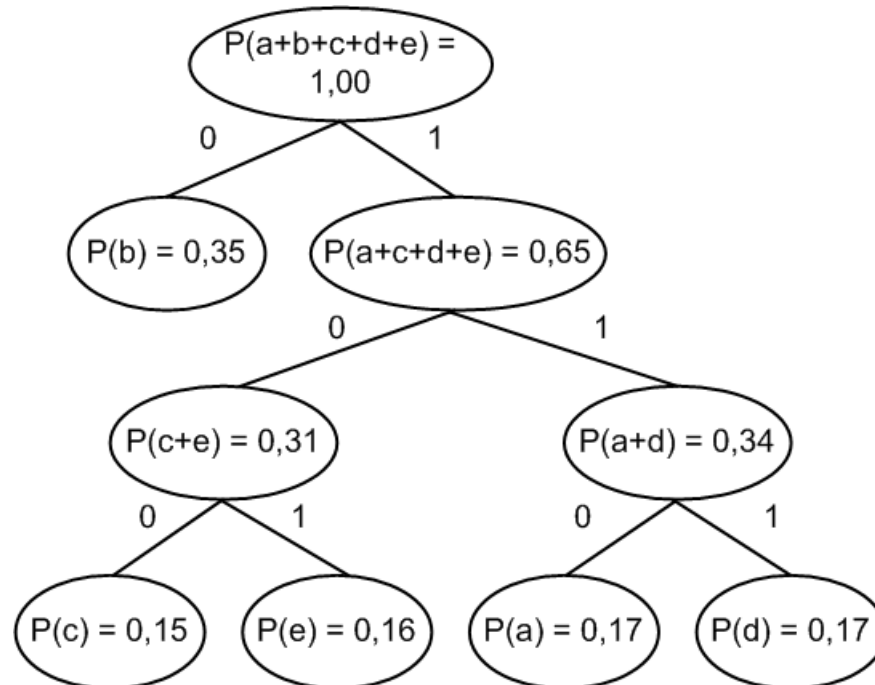 P(a+b+c+d+e) =
1,00
0
1
P(b) = 0,35
P(a+c+d+e) = 0,65
0
1
P(c+e) = 0,31
P(a+d) = 0,34
0
1
0
1
P(c) = 0,15
P(e) = 0,16
P(a) = 0,17
P(d) = 0,17